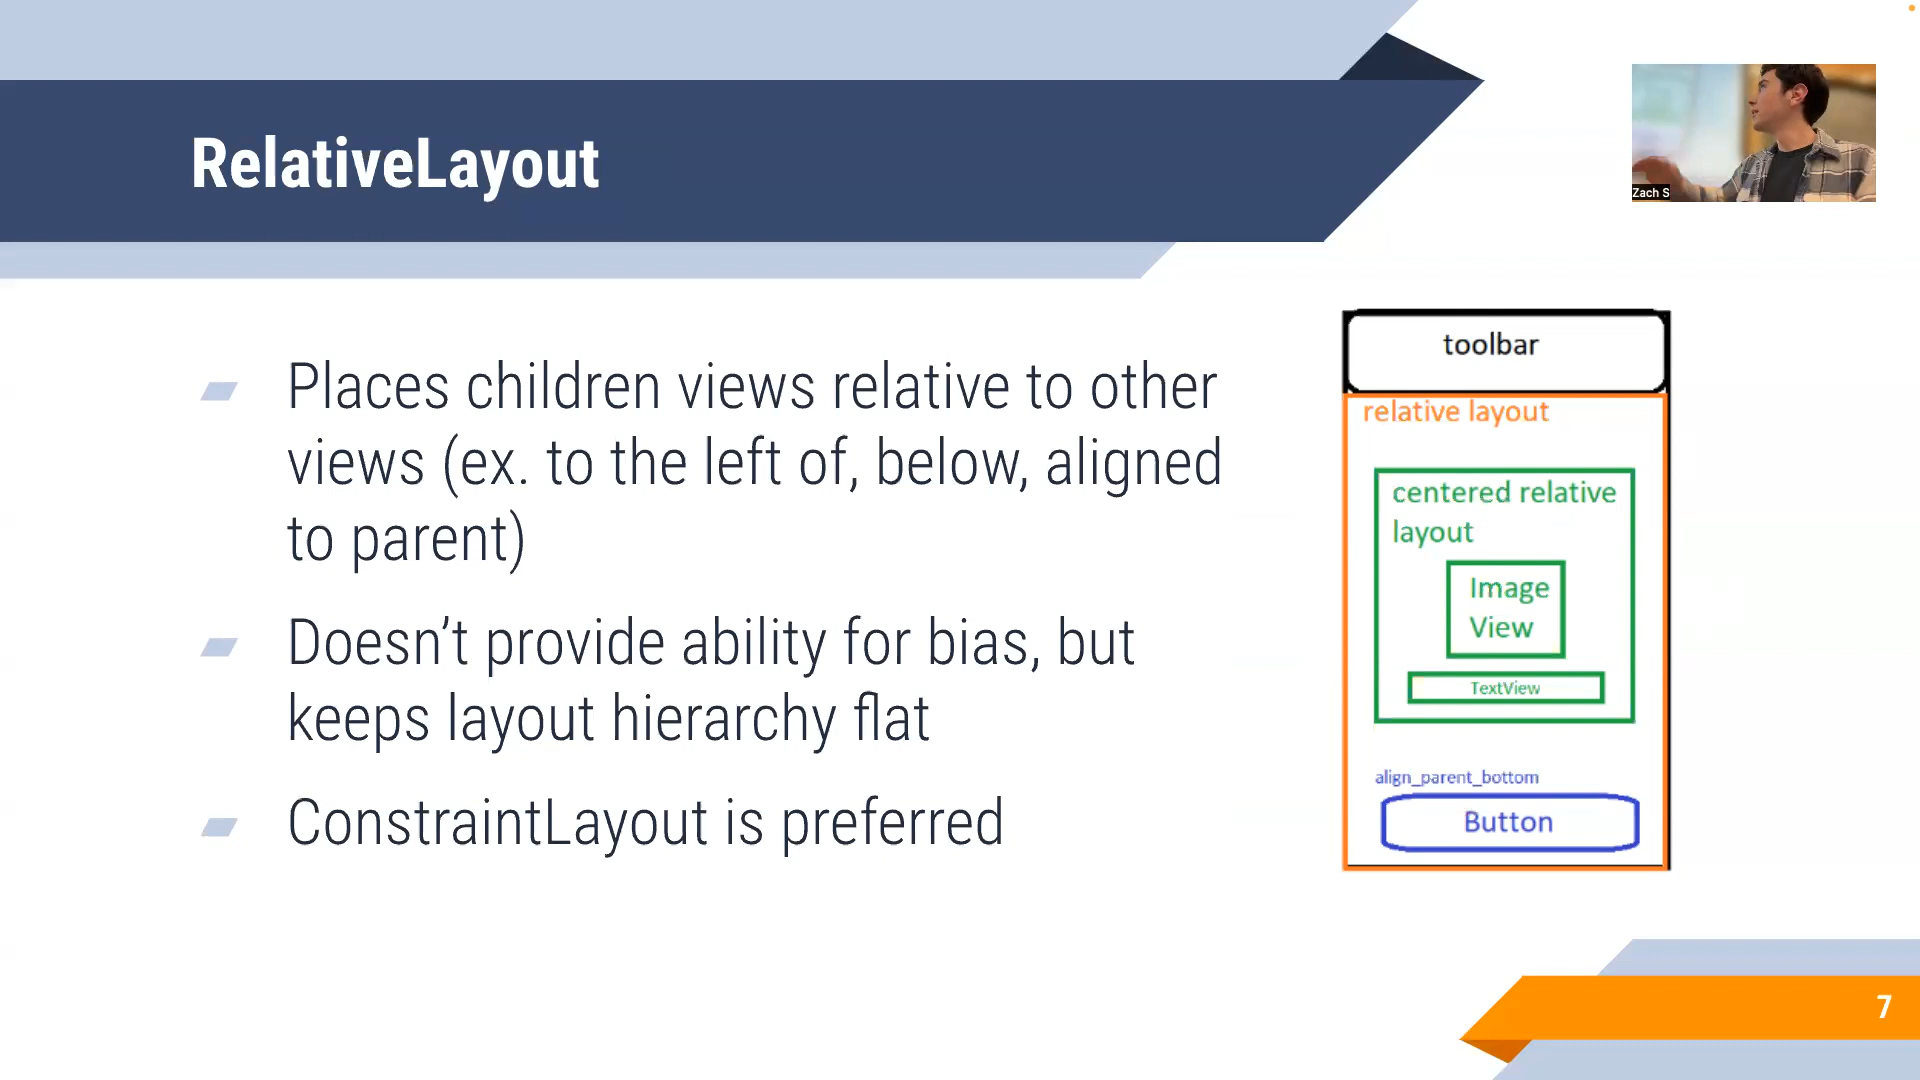 RelativeLayout
Zach S
Places children views relative to other
views (ex. to the left of, below, aligned
to parent)
Doesn’t provide ability for bias, but
keeps layout hierarchy flat
ConstraintLayout is preferred
toolbar
relative layout
centered relative
layout
Image
View
TextView
align_parent_bottom
Button
7